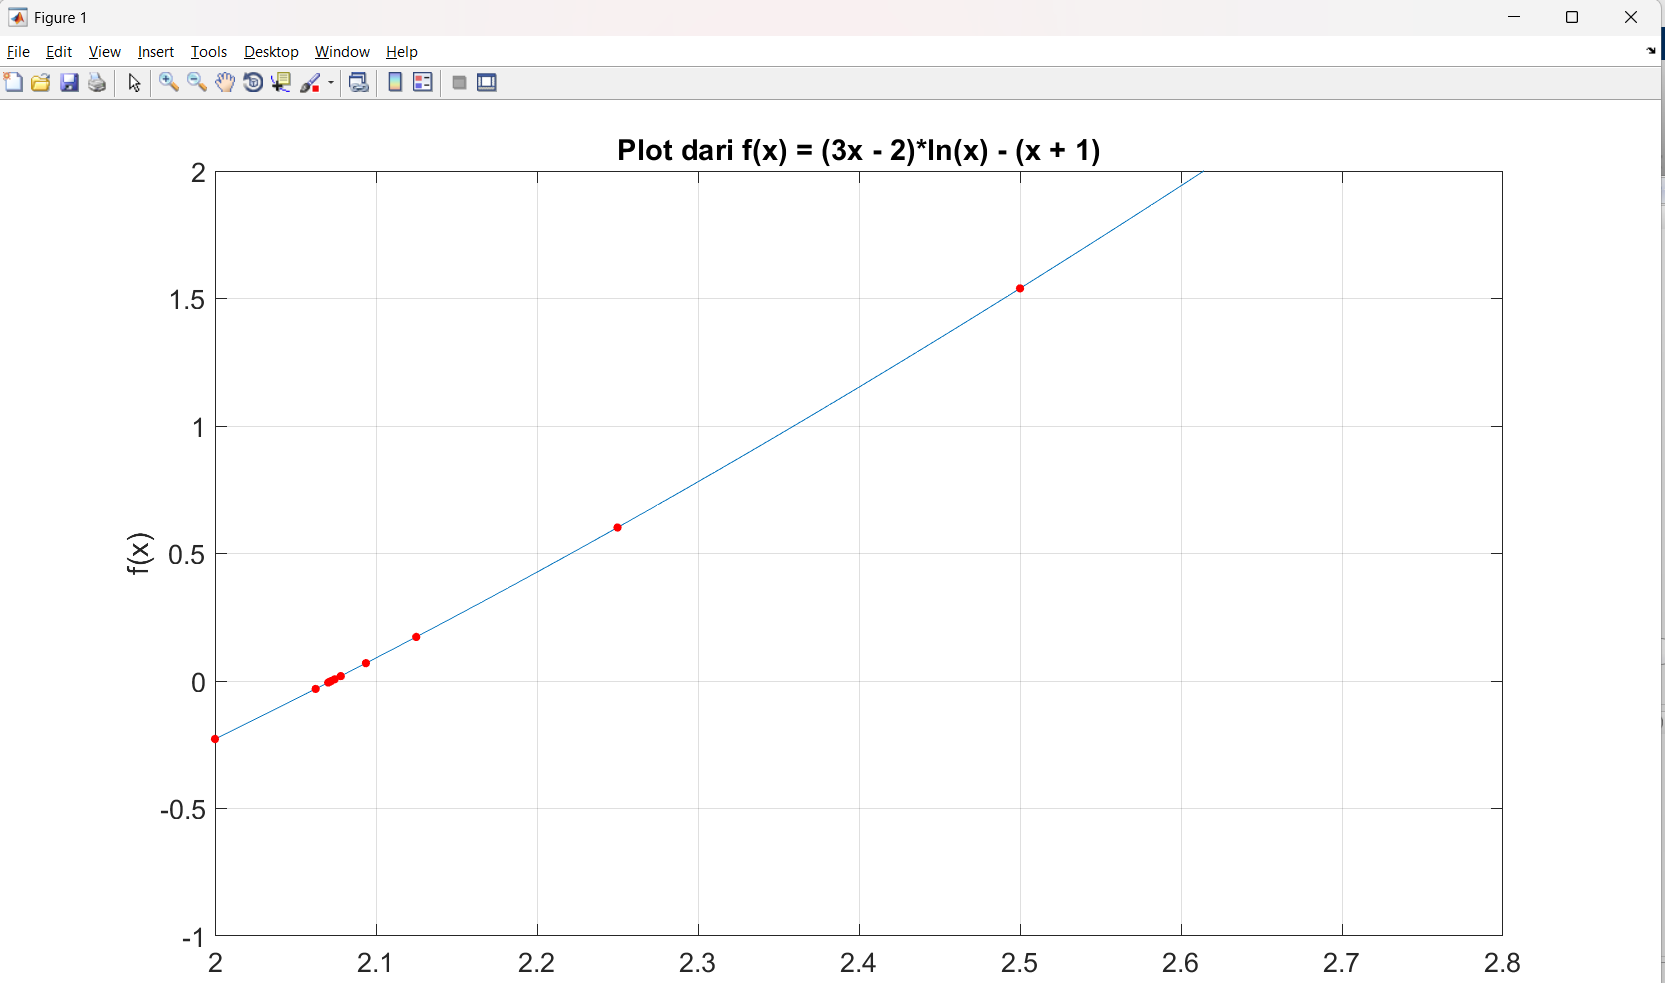 Figure 1
File Edit View Insert Tools Desktop Window Help
Plot dari f(x) = (3x - 2)*ln(x) - (x + 1)
2
1.5
1
0.5
0
-0.5
-1
f(x)
2 2.1 2.2 2.3 2.4 2.5 2.6 2.7 2.8